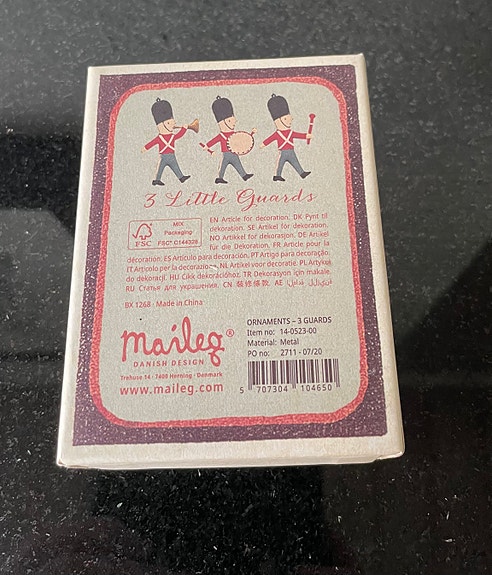 3 Little Guards
FSC
MIX
Packaging
FSC® C144328
EN Article for decoration. DK Pynt til
dekoration. SE Artikel för dekoration.
NO Artikkel for dekorasjon. DE Artikel
für die Dekoration. FR Article pour la
décoration. ES Artículo para decoración. PT Artigo para decoração.
IT Articolo per la decorazione. NL Artikel voor decoratie. PL Artykuł
do dekoracji. HU Cikk dekorációhoz. TR Dekorasyon için makale.
RU Статья для украшения. CN 裝修條款. AE
BX 1268 · Made in China
maileg®
DANISH DESIGN
Trehuse 14 · 7400 Herning · Denmark
www.maileg.com
ORNAMENTS – 3 GUARDS
Item no: 14-0523-00
Material: Metal
PO no: 2711 - 07/20
5 707304 104650